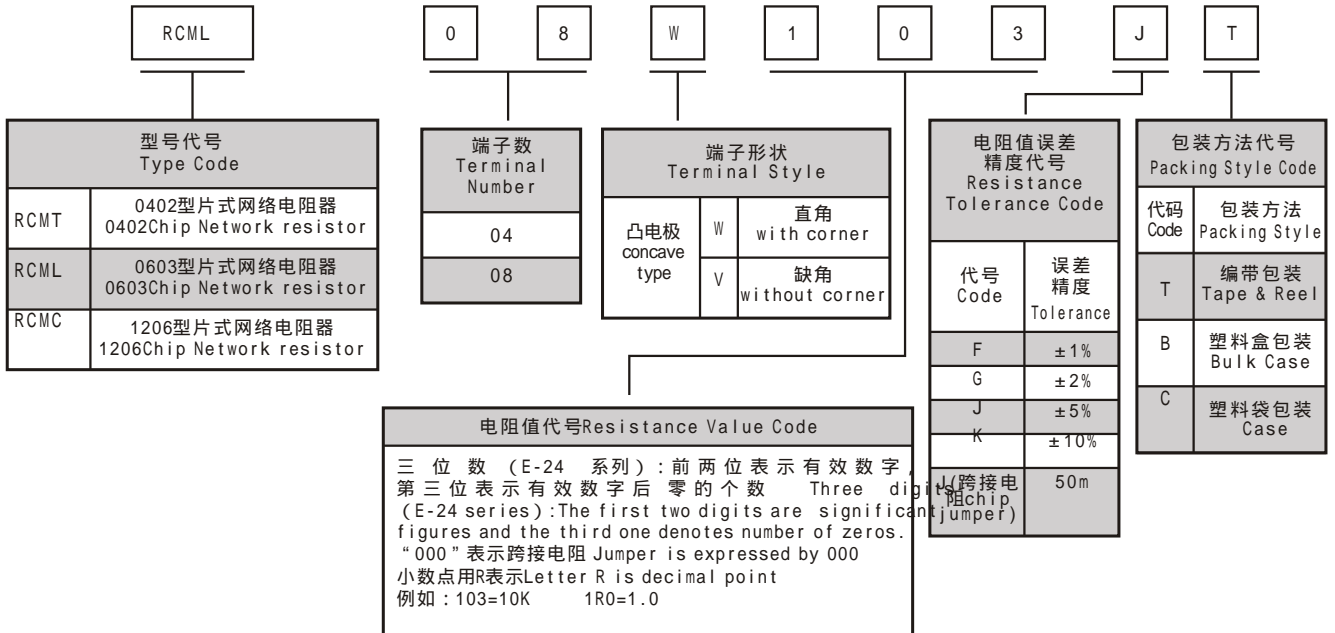 RCML 0 8 W 1 0 3 J T
型号代号
Type Code
RCMT
0402型片式网络电阻器
0402Chip Network resistor
RCML
0603型片式网络电阻器
0603Chip Network resistor
RCMC
1206型片式网络电阻器
1206Chip Network resistor
端子数
Terminal
Number
04
08
端子形状
Terminal Style
凸电极
concave
type
W
直角
with corner
V
缺角
without corner
电阻值误差
精度代号
Resistance
Tolerance Code
代号
Code
误差
精度
Tolerance
F ±1%
G ±2%
J ±5%
K ±10%
J(跨接电
阻chip
jumper)
50m
包装方法代号
Packing Style Code
代码
Code
包装方法
Packing Style
T
编带包装
Tape & Reel
B
塑料盒包装
Bulk Case
C
塑料袋包装
Case
电阻值代号Resistance Value Code
三位数(E-24 系列):前两位表示有效数字,
第三位表示有效数字后零的个数 Three digits
(E-24 series):The first two digits are significant
figures and the third one denotes number of zeros.
“000”表示跨接电阻 Jumper is expressed by 000
小数点用R表示Letter R is decimal point
例如:103=10K 1R0=1.0